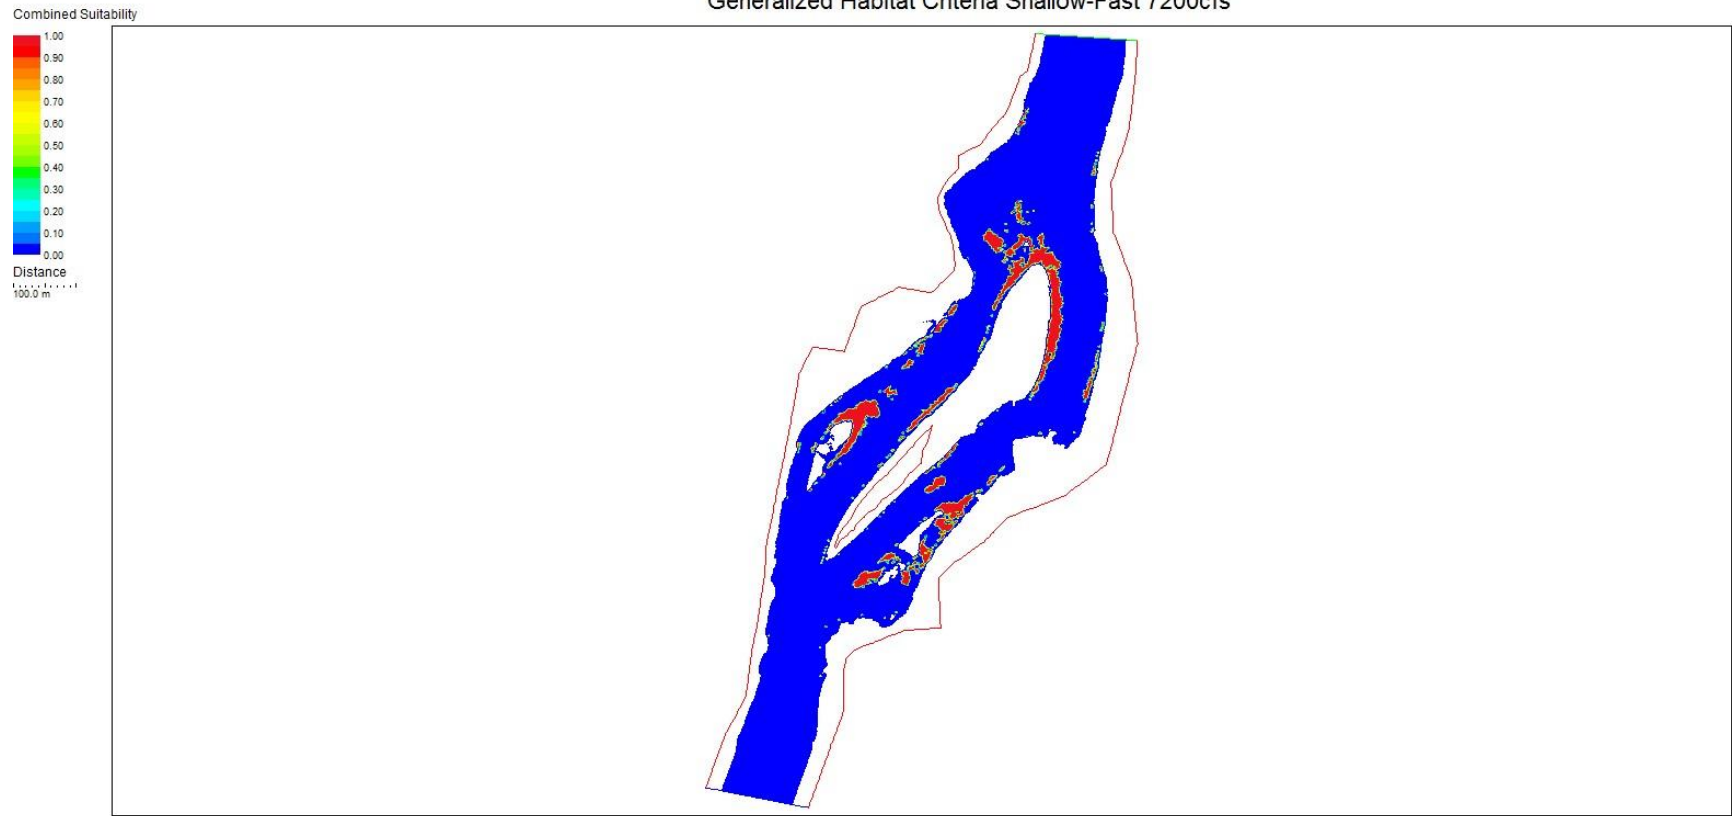 Generalized Habitat Criteria Shallow-Fast 7200cfs
Combined Suitability
1.00
0.90
0.80
0.70
0.60
0.50
0.40
0.30
0.20
0.10
0.00
Distance
100.0 m